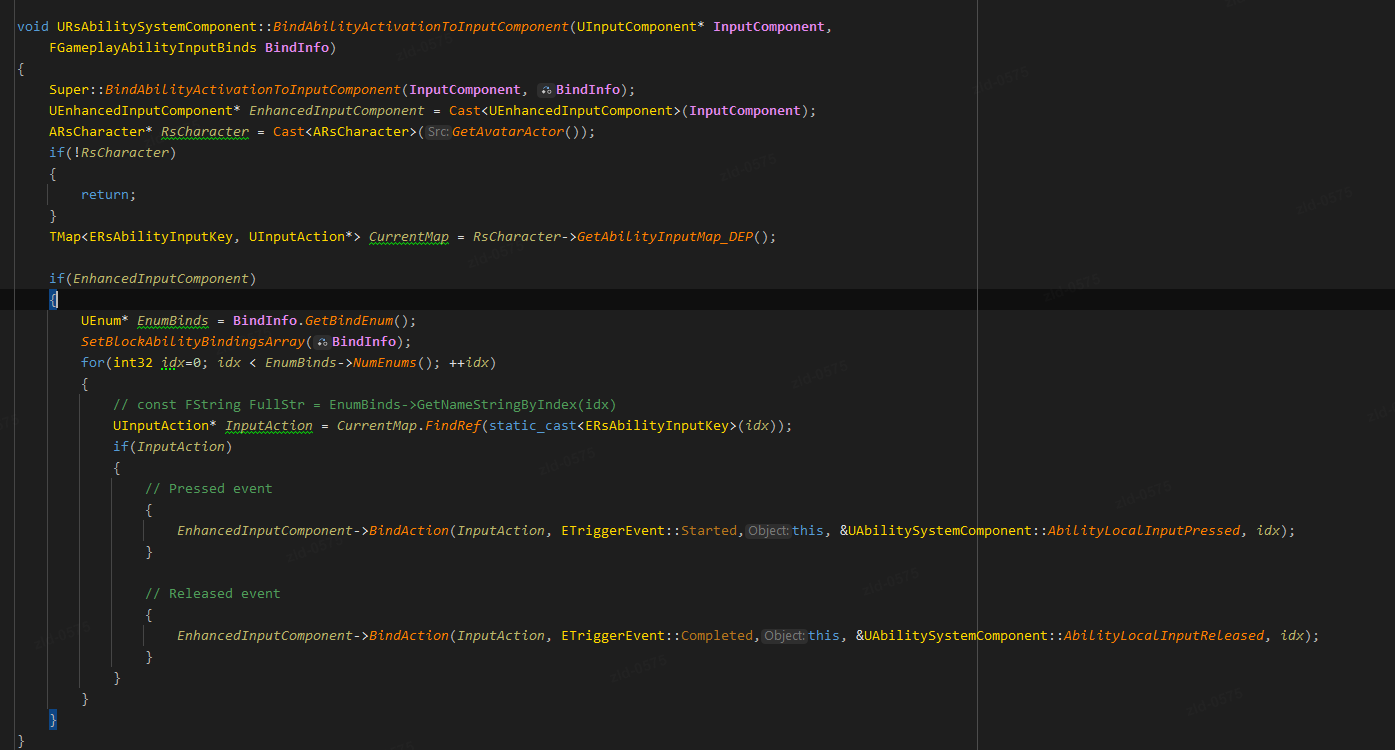 void URsAbilitySystemComponent::BindAbilityActivationToInputComponent(UInputComponent* InputComponent,
    FGameplayAbilityInputBinds BindInfo)
{
    Super::BindAbilityActivationToInputComponent(InputComponent, BindInfo);
    UEnhancedInputComponent* EnhancedInputComponent = Cast<UEnhancedInputComponent>(InputComponent);
    ARsCharacter* RsCharacter = Cast<ARsCharacter>(Src:GetAvatarActor());
    if(!RsCharacter)
    {
        return;
    }
    TMap<ERsAbilityInputKey, UInputAction*> CurrentMap = RsCharacter->GetAbilityInputMap_DEP();

    if(EnhancedInputComponent)
    {
        UEnum* EnumBinds = BindInfo.GetBindEnum();
        SetBlockAbilityBindingsArray(BindInfo);
        for(int32 idx=0; idx < EnumBinds->NumEnums(); ++idx)
        {
            // const FString FullStr = EnumBinds->GetNameStringByIndex(idx)
            UInputAction* InputAction = CurrentMap.FindRef(static_cast<ERsAbilityInputKey>(idx));
            if(InputAction)
            {
                // Pressed event
                {
                    EnhancedInputComponent->BindAction(InputAction, ETriggerEvent::Started, Object:this, &UAbilitySystemComponent::AbilityLocalInputPressed, idx);
                }

                // Released event
                {
                    EnhancedInputComponent->BindAction(InputAction, ETriggerEvent::Completed, Object:this, &UAbilitySystemComponent::AbilityLocalInputReleased, idx);
                }
            }
        }
    }
}